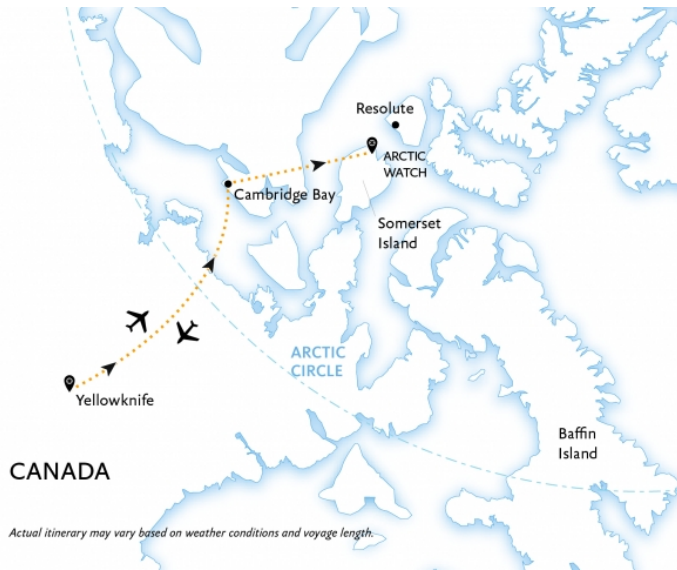 Resolute
ARCTIC
WATCH
Cambridge Bay
Somerset
Island
ARCTIC
CIRCLE
Yellowknife
Baffin
Island
CANADA
Actual itinerary may vary based on weather conditions and voyage length.